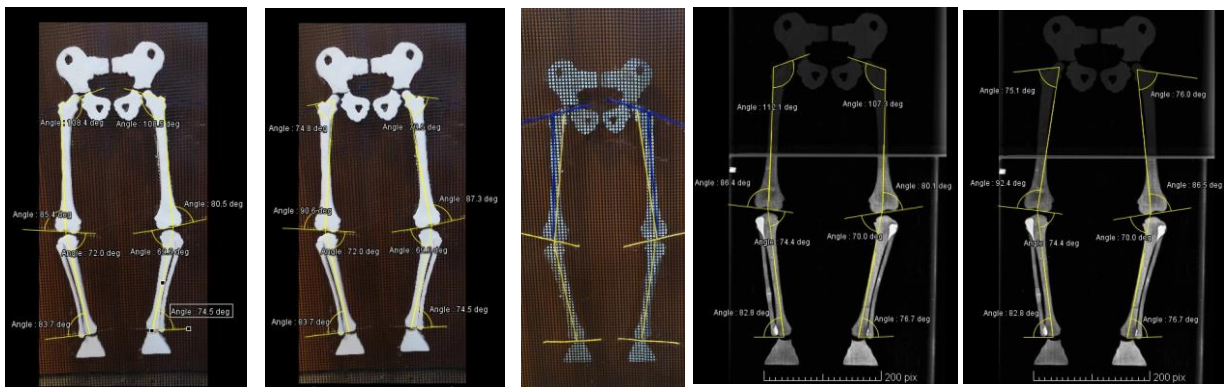 Angle : 108.4 deg
Angle : 80.5 deg
Angle : 85.4 deg
Angle : 72.0 deg
Angle : 74.5 deg
Angle : 83.7 deg
Angle : 74.8 deg
Angle : 87.3 deg
Angle : 90.6 deg
Angle : 72.0 deg
Angle : 74.5 deg
Angle : 83.7 deg
Angle : 112.1 deg
Angle : 86.4 deg
Angle : 80.1 deg
Angle : 74.4 deg
Angle : 70.0 deg
Angle : 82.8 deg
Angle : 76.7 deg
200 pix
Angle : 75.1 deg
Angle : 76.0 deg
Angle : 92.4 deg
Angle : 86.5 deg
Angle : 74.4 deg
Angle : 70.0 deg
Angle : 82.8 deg
Angle : 76.7 deg
200 pix